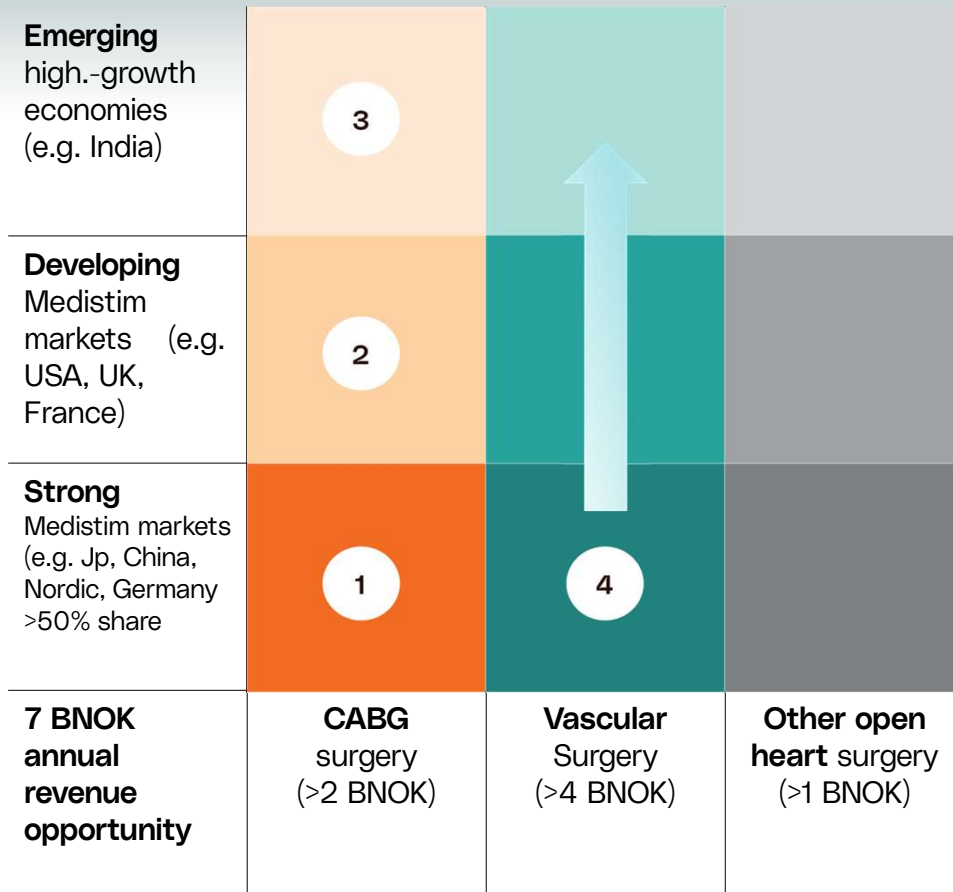 Emerging
high.-growth
economies
(e.g. India)
3
Developing
Medistim
markets (e.g.
USA, UK,
France)
2
Strong
Medistim markets
(e.g. Jp, China,
Nordic, Germany
>50% share
1
4
7 BNOK
annual
revenue
opportunity
CABG
surgery
(>2 BNOK)
Vascular
Surgery
(>4 BNOK)
Other open
heart surgery
(>1 BNOK)